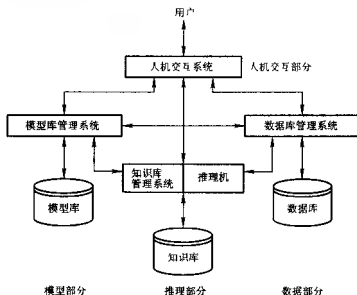 用户
人机交互系统
人机交互部分
模型库管理系统
数据库管理系统
知识库
管理系统
推理机
模型库
数据库
知识库
模型部分
推理部分
数据部分